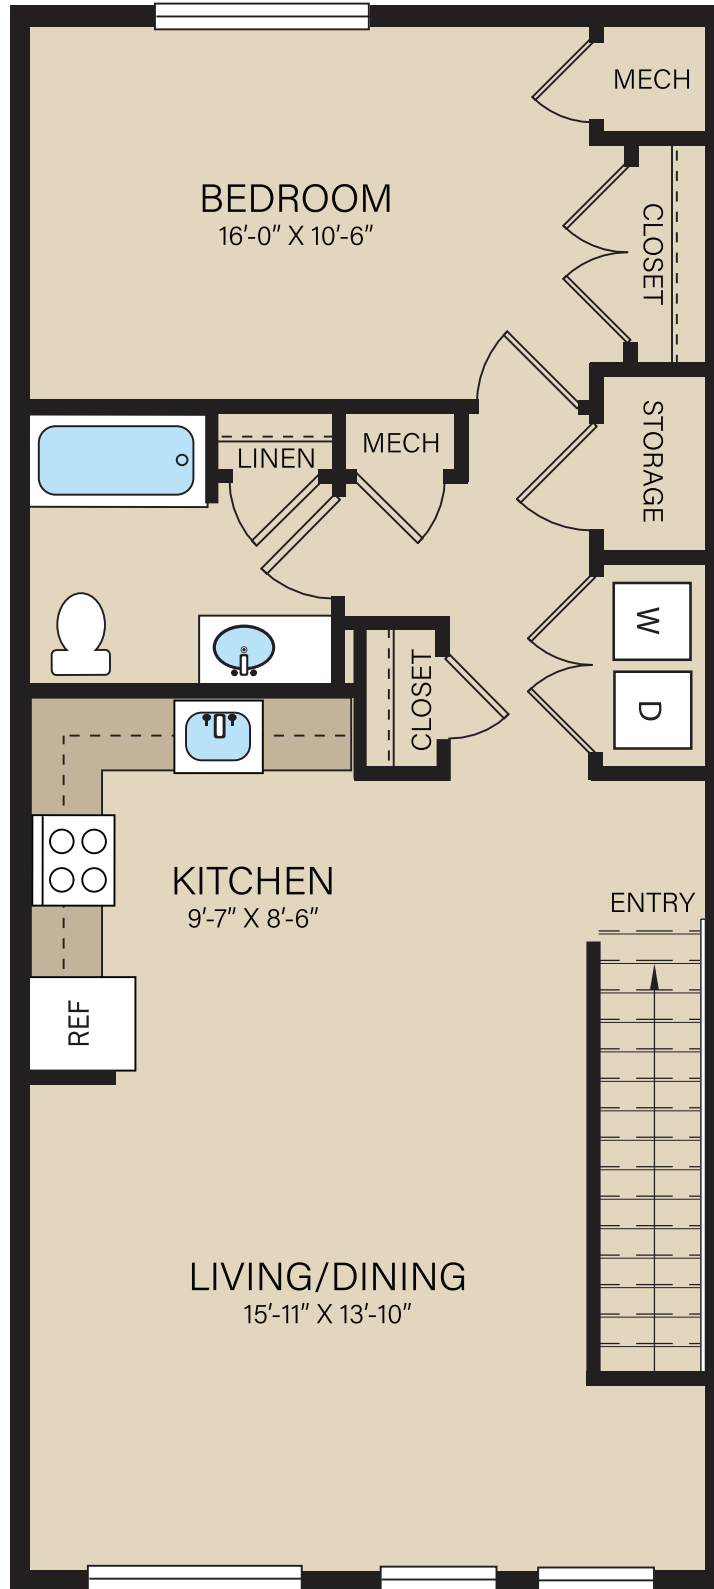 MECH
BEDROOM
16'-0" X 10'-6"
CLOSET
STORAGE
MECH
LINEN
W
CLOSET
D
KITCHEN
9'-7" X 8'-6"
ENTRY
REF
LIVING/DINING
15'-11" X 13'-10"